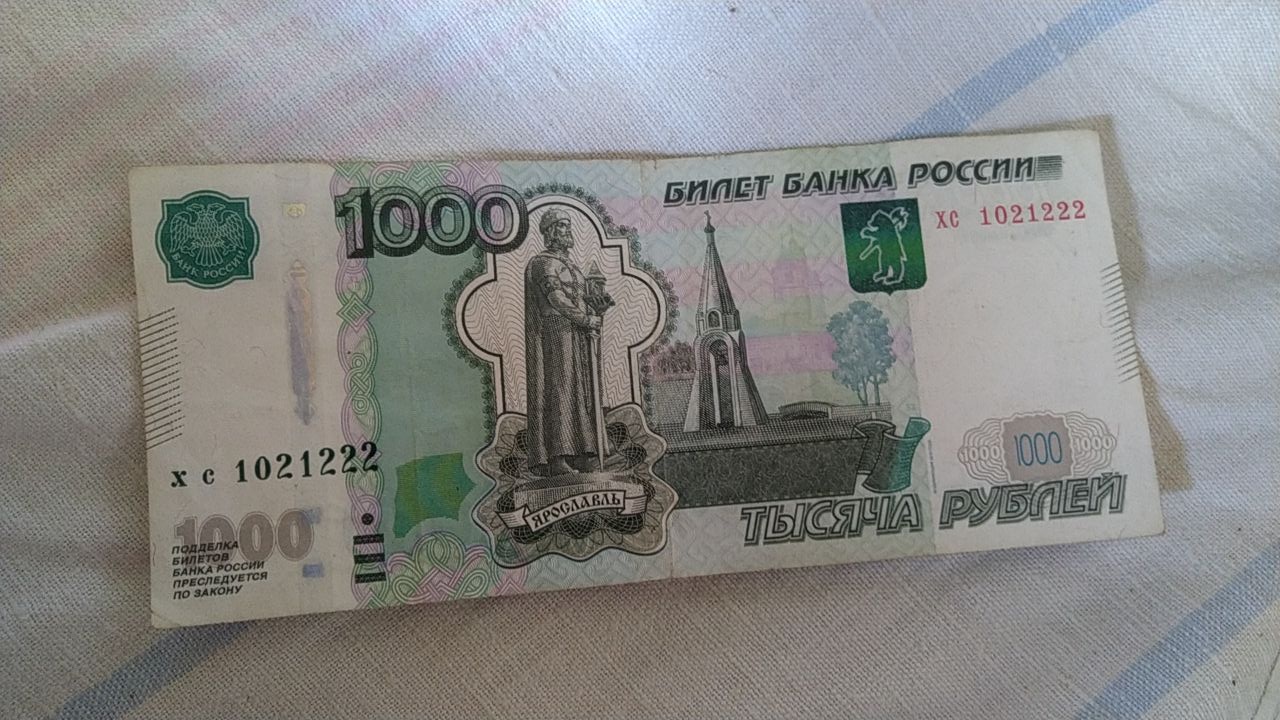 БИЛЕТ БАНКА РОССИИ
1000
хс 1021222
БАНК РОССИИ
хс 1021222
ЯРОСЛАВЛЬ
1000 1000 1000
ТЫСЯЧА РУБЛЕЙ
1000
ПОДДЕЛКА
БИЛЕТОВ
БАНКА РОССИИ
ПРЕСЛЕДУЕТСЯ
ПО ЗАКОНУ